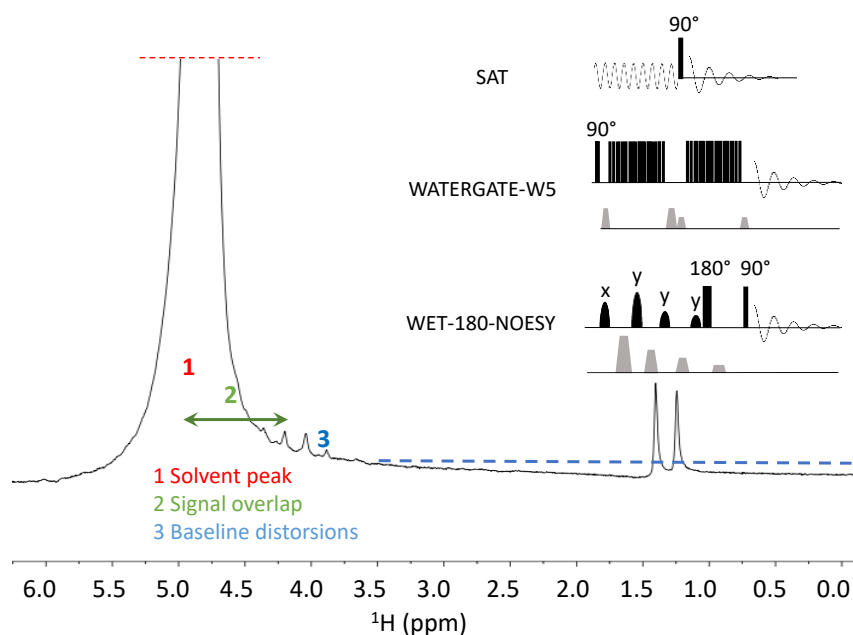 90°
SAT
90°
WATERGATE-W5
180° 90°
x y y y
WET-180-NOESY
1
2
3
1 Solvent peak
2 Signal overlap
3 Baseline distorsions
6.0 5.5 5.0 4.5 4.0 3.5 3.0 2.5 2.0 1.5 1.0 0.5 0.0
¹H (ppm)